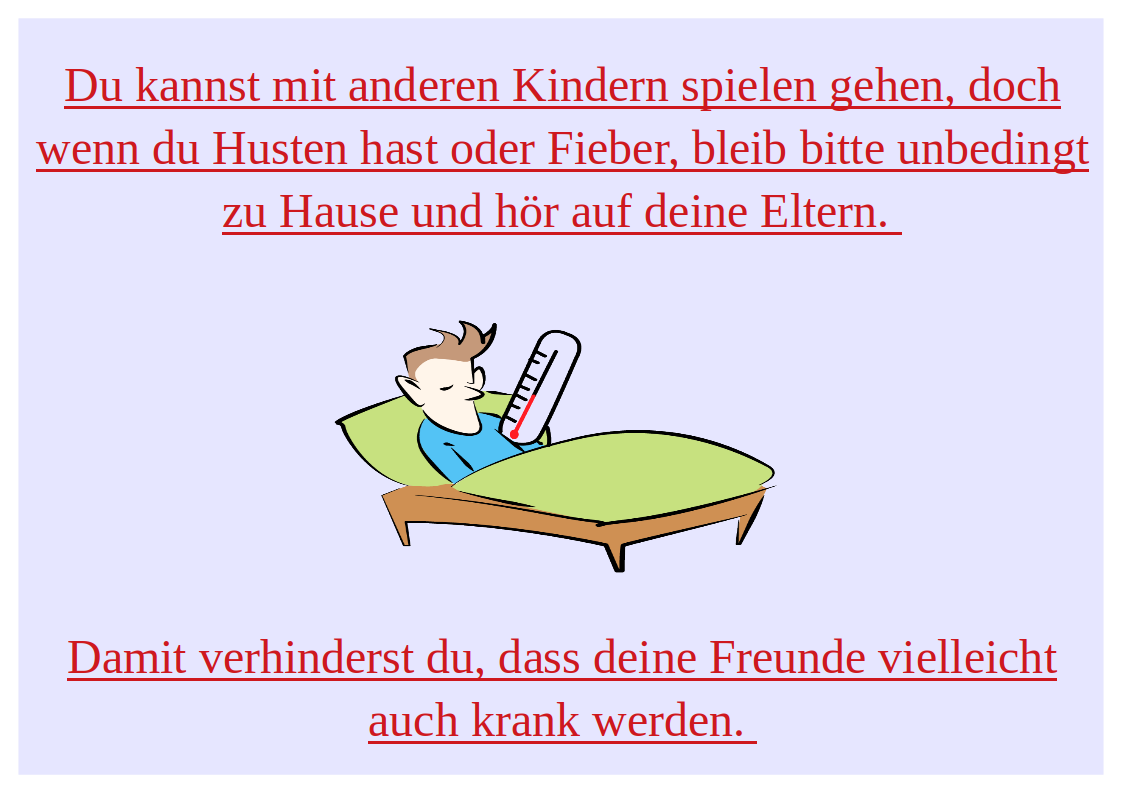 Du kannst mit anderen Kindern spielen gehen, doch
wenn du Husten hast oder Fieber, bleib bitte unbedingt
zu Hause und hör auf deine Eltern.
Damit verhinderst du, dass deine Freunde vielleicht
auch krank werden.